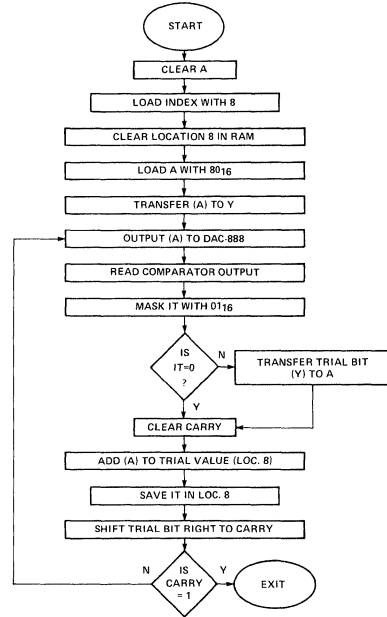 START
CLEAR A
LOAD INDEX WITH 8
CLEAR LOCATION 8 IN RAM
LOAD A WITH 80₁₆
TRANSFER (A) TO Y
OUTPUT (A) TO DAC-888
READ COMPARATOR OUTPUT
MASK IT WITH 01₁₆
IS
IT=0
?
N
TRANSFER TRIAL BIT
(Y) TO A
Y
CLEAR CARRY
ADD (A) TO TRIAL VALUE (LOC. 8)
SAVE IT IN LOC. 8
SHIFT TRIAL BIT RIGHT TO CARRY
N
IS
CARRY
= 1
Y
EXIT